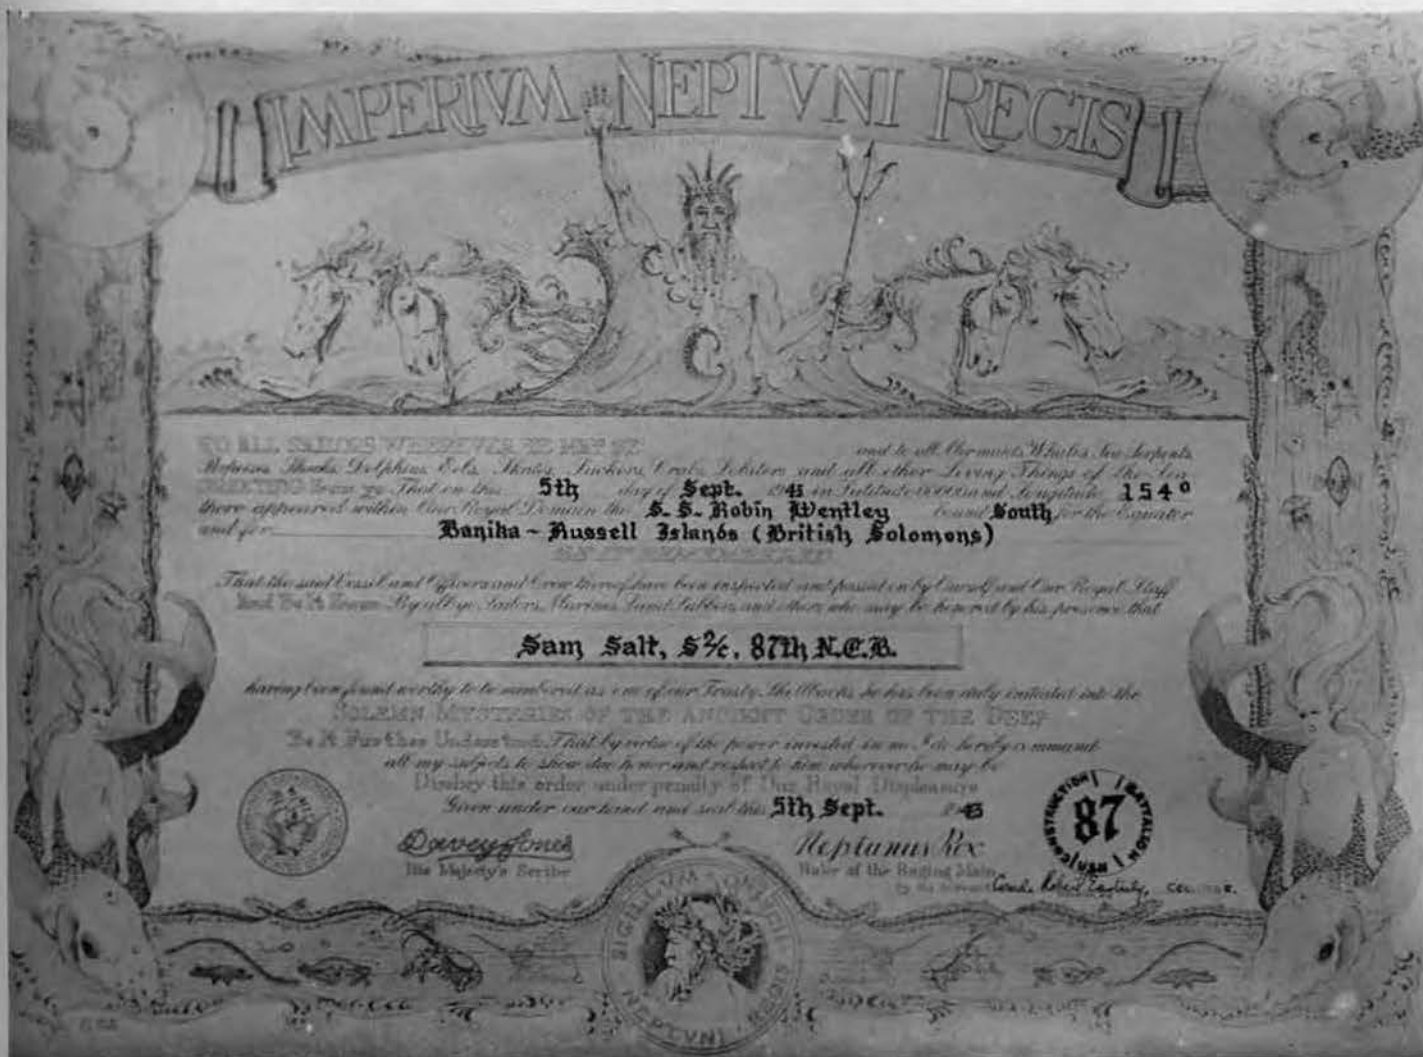 IMPERIVM NEPTVNI REGIS
TO ALL SAILORS WHEREVER YE MAY BE and to all Mermaids, Whales, Sea Serpents,
Porpoises, Sharks, Dolphins, Eels, Skates, Suckers, Crabs, Lobsters and all other Living Things of the Sea
GREETING Know ye That on this 5th day of Sept. in Latitude 00000 and Longitude 154°
there appeared within Our Royal Domain the S.S. Robin Wentley bound South for the Equator
and for Banika - Russell Islands (British Solomons)
BE IT REMEMBERED
That the said Vessel and Officers and Crew thereof have been inspected and passed on by Ourself and Our Royal Staff
And Be It Known By all ye Sailors, Marines, Land Lubbers and others who may be honored by his presence that
Sam Salt, S 2/c, 87th N.C.B.
having been found worthy to be numbered as one of our Trusty Shellbacks he has been duly initiated into the
SOLEMN MYSTERIES OF THE ANCIENT ORDER OF THE DEEP
Be It Further Understood That by virtue of the power invested in me I do hereby command
all my subjects to show due honor and respect to him wherever he may be
Disobey this order under penalty of Our Royal Displeasure
Given under our hand and seal this 5th Sept.
CONSTRUCTION BATTALION
87
Davey Jones
His Majesty's Scribe
Neptunus Rex
Ruler of the Raging Main
SIGILLVM
NEPTVNI REGIS